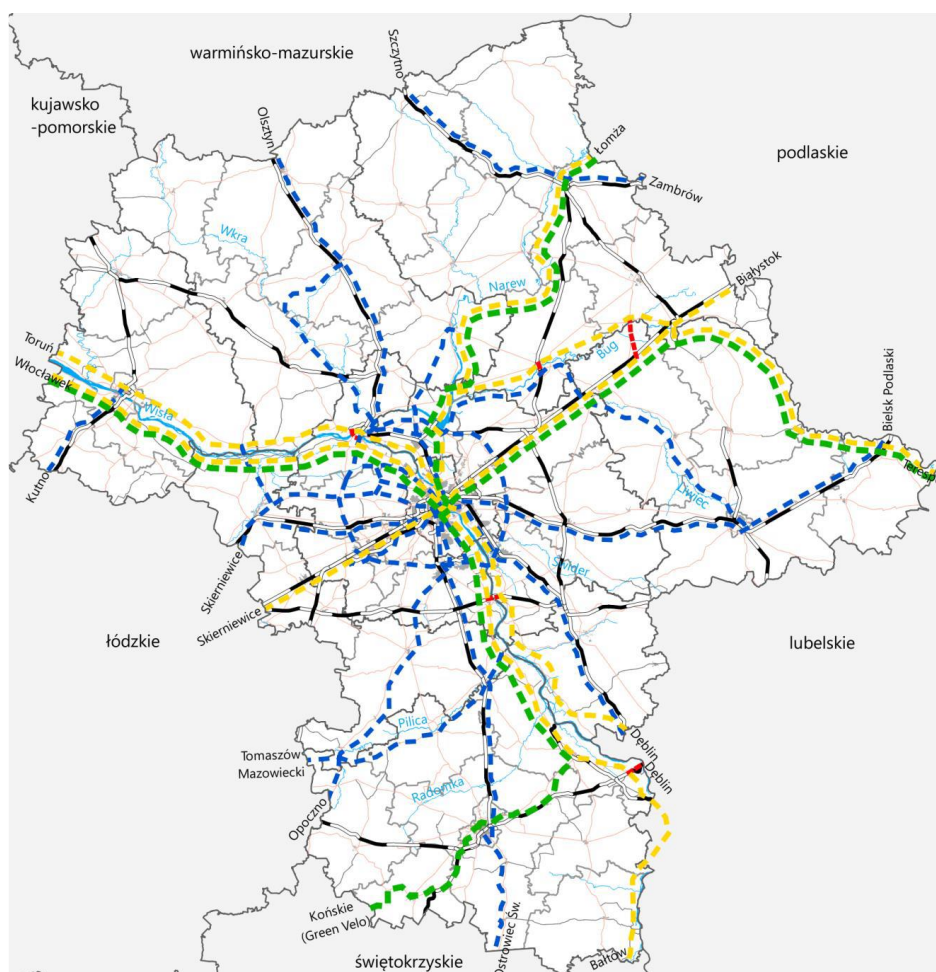 warmińsko-mazurskie
Szczytno
kujawsko
-pomorskie
Olsztyn
Łomża
podlaskie
Zambrów
Wkra
Narew
Białystok
Toruń
Włocławek
Wisła
Bug
Bielsk Podlaski
Kutno
Teresp
Liwiec
Skierniewice
Świder
Skierniewice
łódzkie
lubelskie
Pilica
Dęblin
Tomaszów
Mazowiecki
Dęblin
Radomka
Opoczno
Końskie
(Green Velo)
Ostrowiec Św.
Bałtów
świętokrzyskie